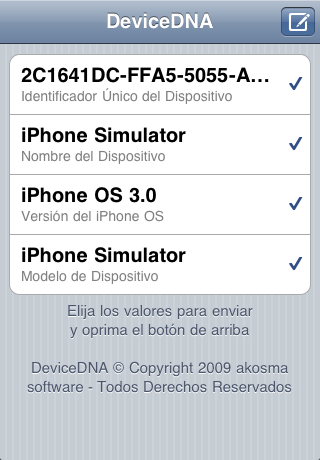 DeviceDNA
2C1641DC-FFA5-5055-A...
Identificador Único del Dispositivo
iPhone Simulator
Nombre del Dispositivo
iPhone OS 3.0
Versión del iPhone OS
iPhone Simulator
Modelo de Dispositivo
Elija los valores para enviar
y oprima el botón de arriba
DeviceDNA © Copyright 2009 akosma
software - Todos Derechos Reservados